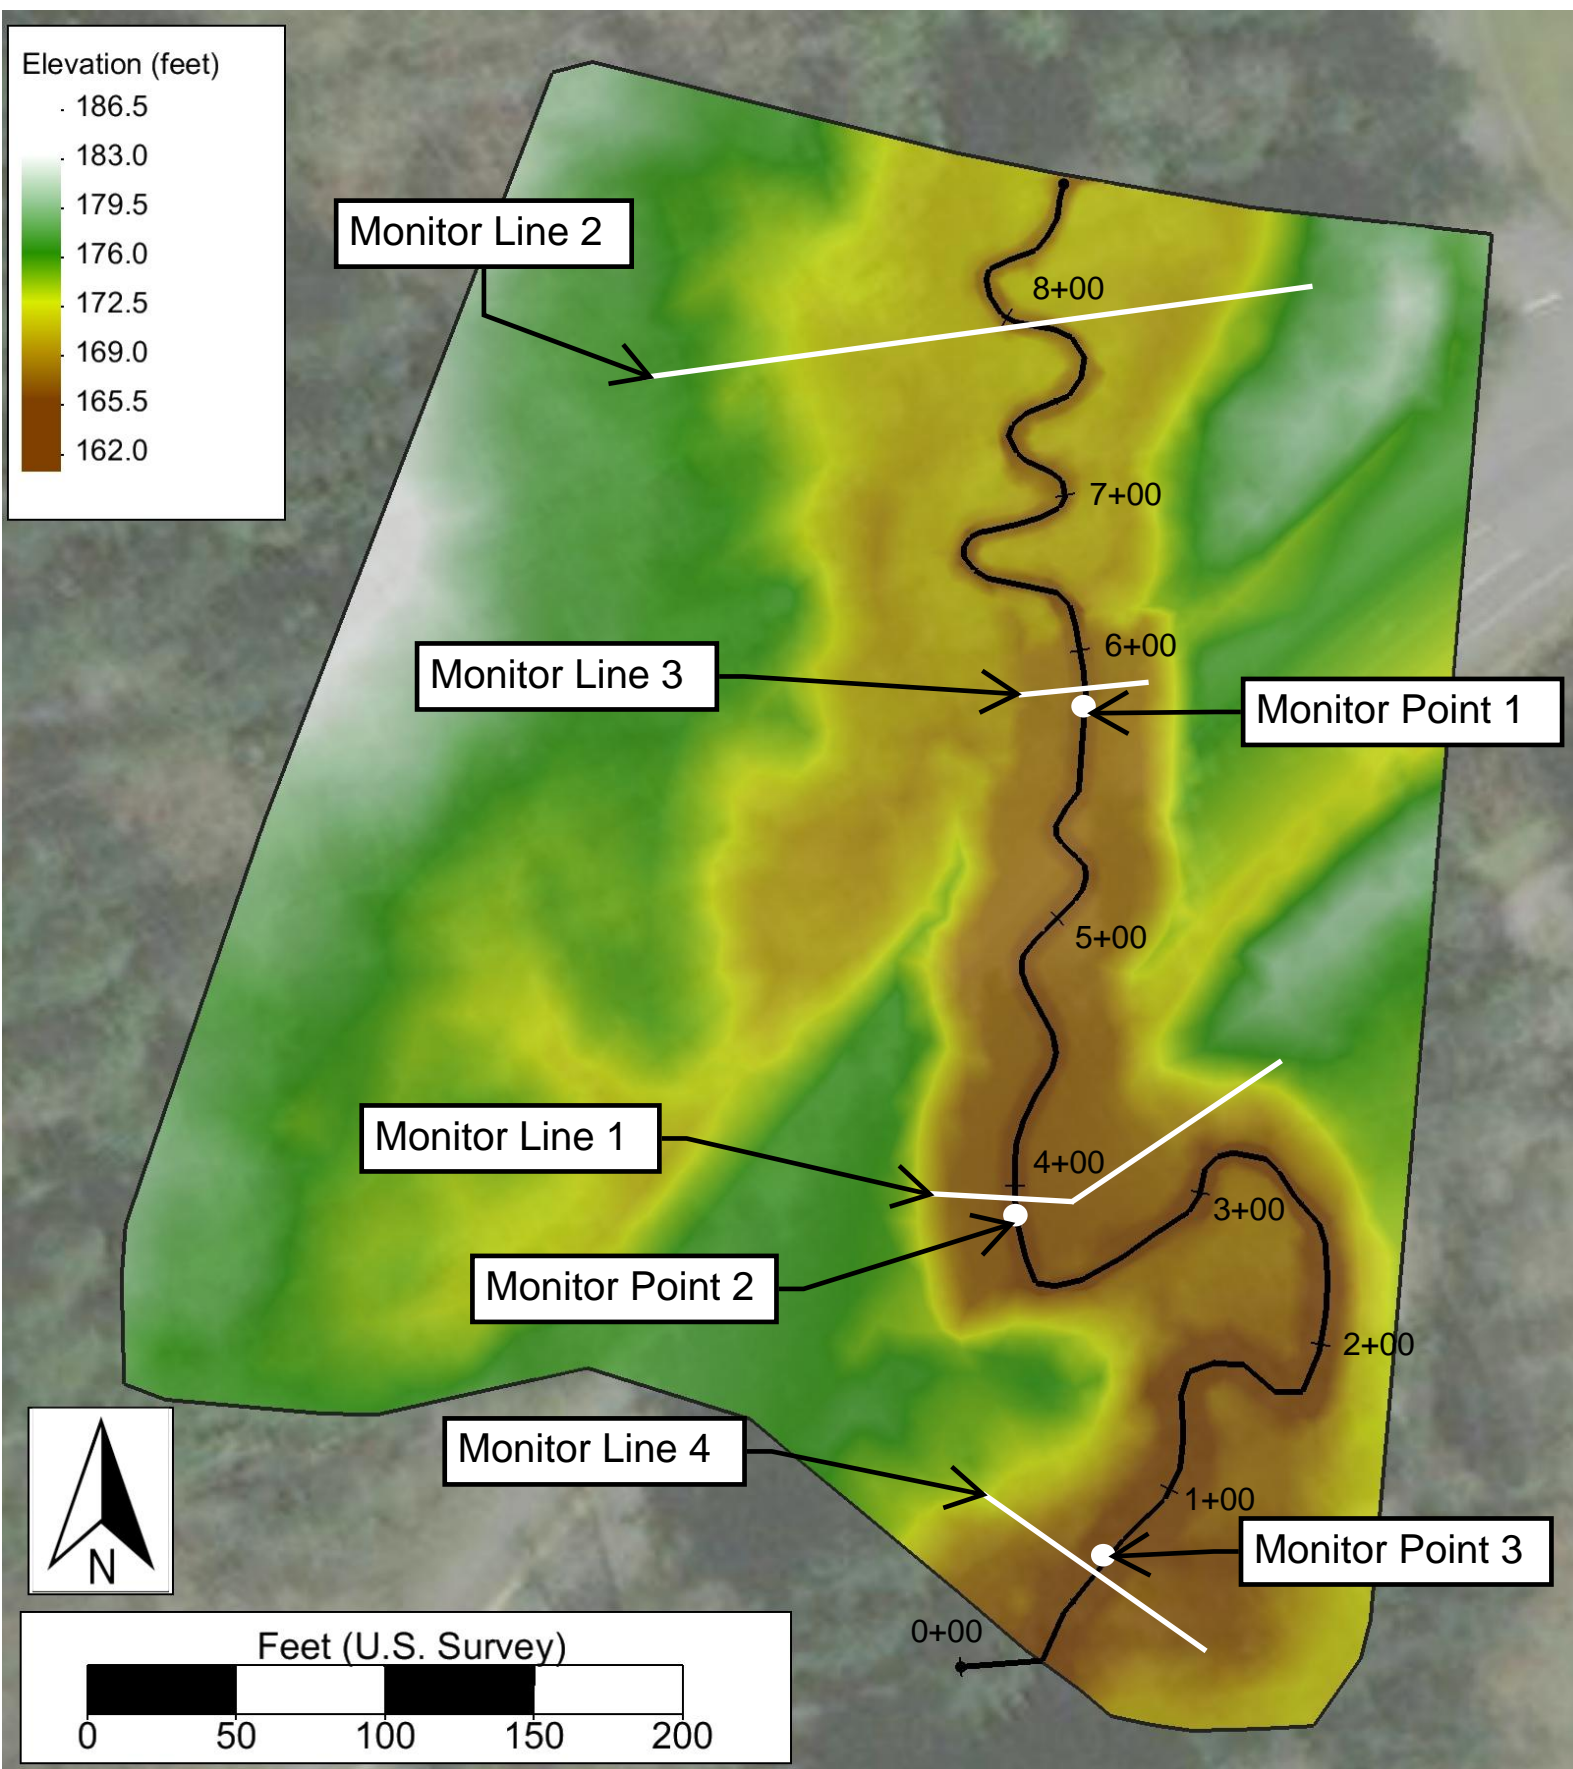 Elevation (feet)
186.5
183.0
179.5
176.0
172.5
169.0
165.5
162.0
Monitor Line 2
8+00
7+00
6+00
Monitor Line 3
Monitor Point 1
5+00
Monitor Line 1
4+00
3+00
Monitor Point 2
2+00
Monitor Line 4
1+00
Monitor Point 3
0+00
N
Feet (U.S. Survey)
0 50 100 150 200